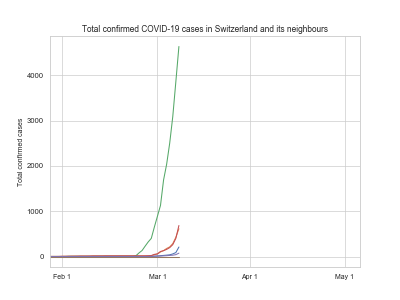 Total confirmed COVID-19 cases in Switzerland and its neighbours
Total confirmed cases
4000
3000
2000
1000
0
Feb 1
Mar 1
Apr 1
May 1